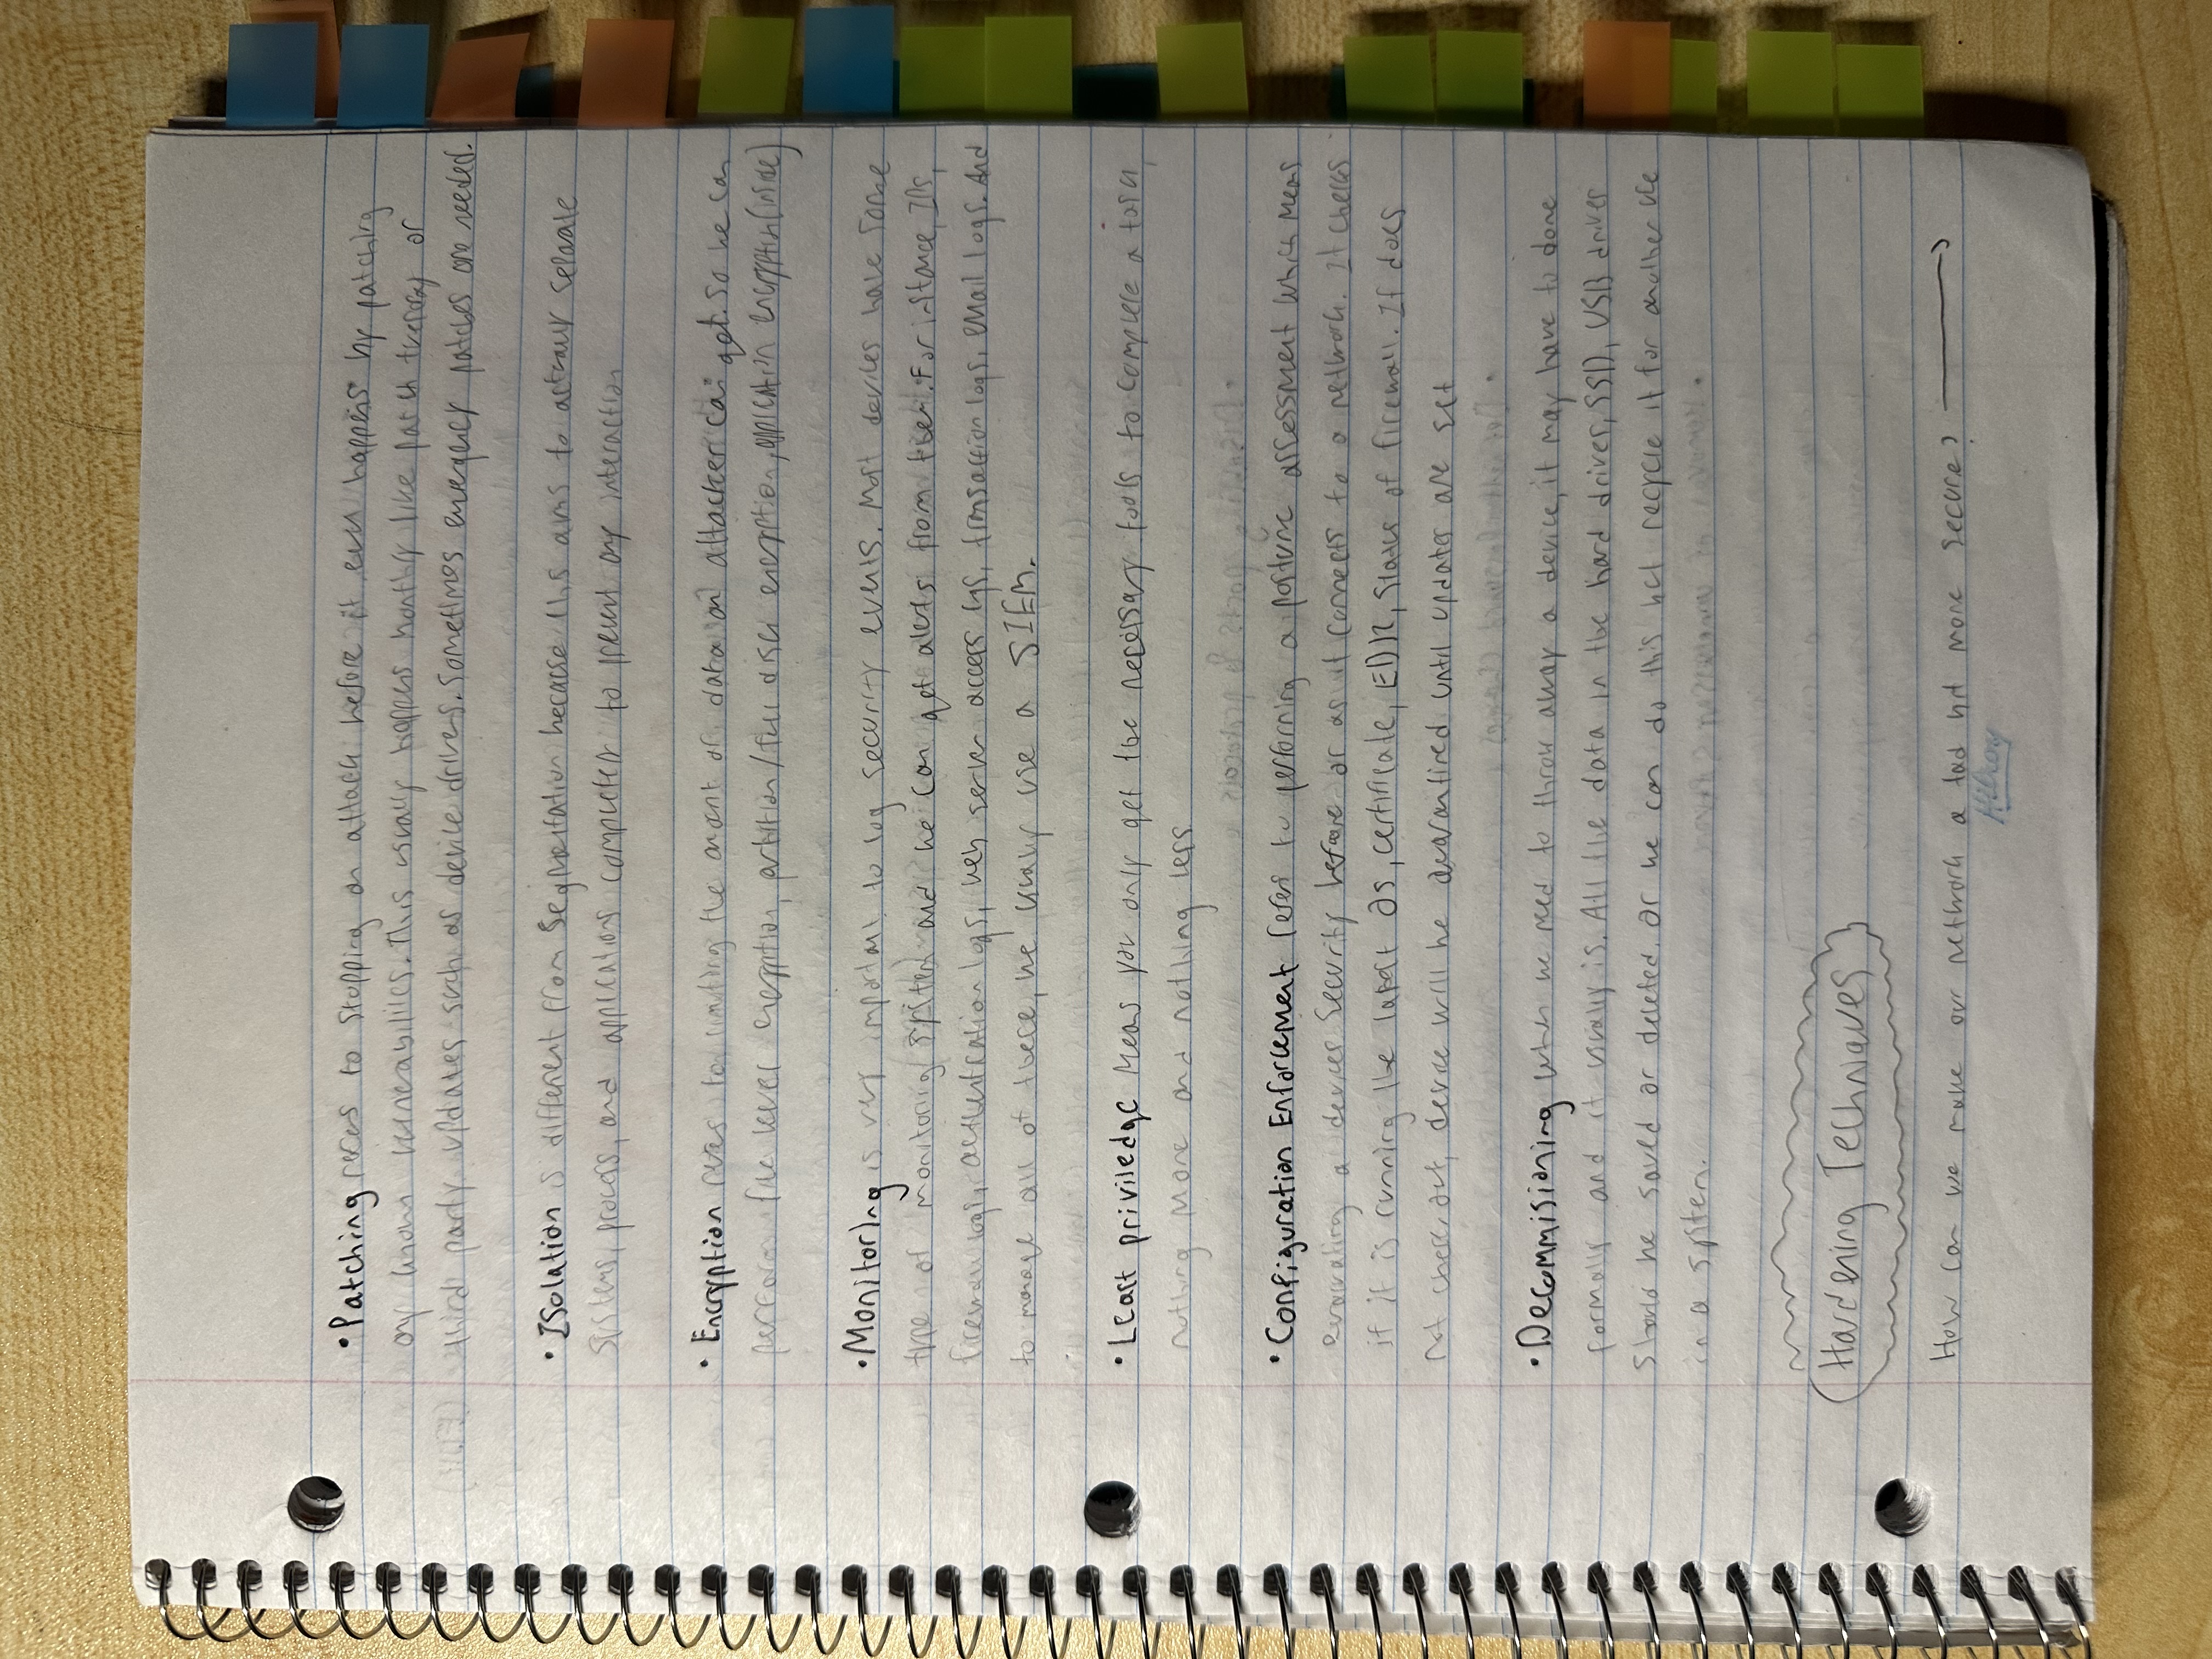 •Patching refers to stopping an attack before it even happens by patching
any known vulnerabilities. This usually happens monthly like patch tuesday or
third party updates such as device drivers. Sometimes emergency patches are needed.
• Isolation is different from segmentation because this aims to actually separate
systems, process, and applications completely to prevent any interaction
• Encryption refers to limiting the amount of data an attacker can get. So we can
perform file level encryption, partition/full disk encryption, application encryption (inside)
•Monitoring is very important to log security events. Most devices have some
type of monitoring system and we can get alerts from them. For instance, IPS,
firewall logs, authentication logs, web server access logs, transaction logs, email logs. And
to manage all of these, we usually use a SIEM.
• Least priviledge means you only get the necessary tools to complete a task,
nothing more and nothing less
• Configuration Enforcement refers to performing a posture assessment which means
evaluating a devices security before or as it connects to a network. It checks
if it is running the latest OS, certificate, EDR, status of firewall. If does
not check out, device will be quarantined until updates are set
•Decommisioning when we need to throw away a device, it may have to done
formally and it usually is. All the data in the hard drives, SSD, USB drives
should be saved or deleted. Or we can do this but recycle it for another use
in a system.
Hardening Techniques
How can we make our network a tad bit more secure?
Hilroy